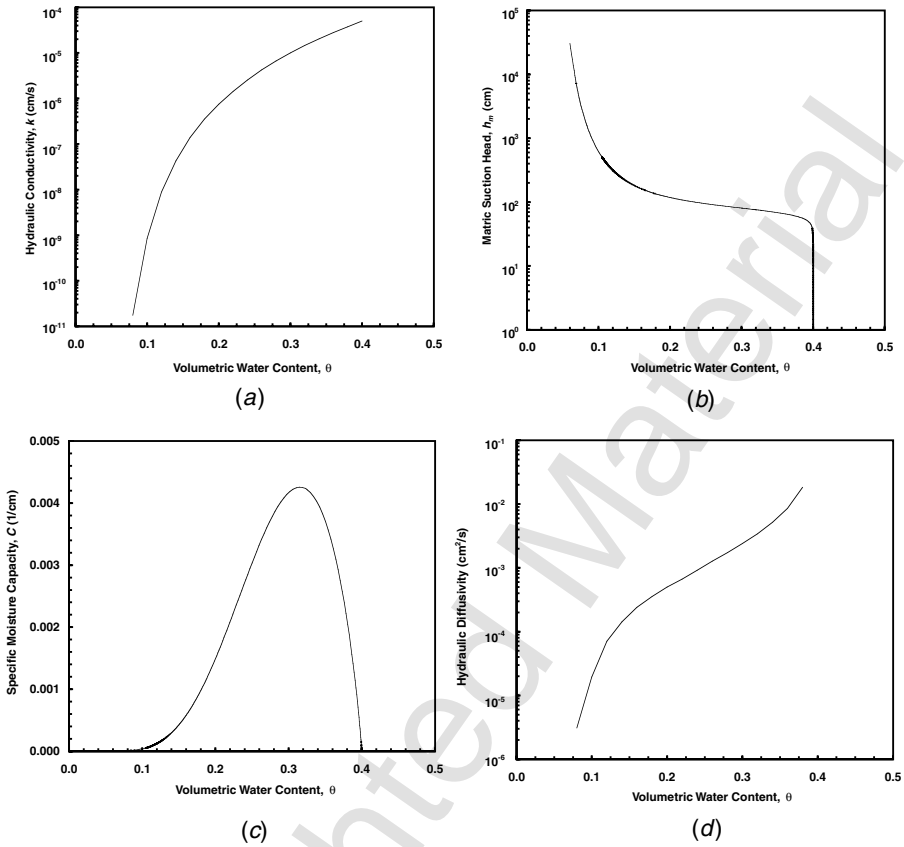 10⁻⁴
10⁻⁵
10⁻⁶
10⁻⁷
10⁻⁸
10⁻⁹
10⁻¹⁰
10⁻¹¹
Hydraulic Conductivity, k (cm/s)
0.0 0.1 0.2 0.3 0.4 0.5
Volumetric Water Content, θ
(a)
10⁵
10⁴
10³
10²
10¹
10⁰
Matric Suction Head, hₘ (cm)
0.0 0.1 0.2 0.3 0.4 0.5
Volumetric Water Content, θ
(b)
0.005
0.004
0.003
0.002
0.001
0.000
Specific Moisture Capacity, C (1/cm)
0.0 0.1 0.2 0.3 0.4 0.5
Volumetric Water Content, θ
(c)
10⁻¹
10⁻²
10⁻³
10⁻⁴
10⁻⁵
10⁻⁶
Hydraulic Diffusivity (cm²/s)
0.0 0.1 0.2 0.3 0.4 0.5
Volumetric Water Content, θ
(d)
hted Material